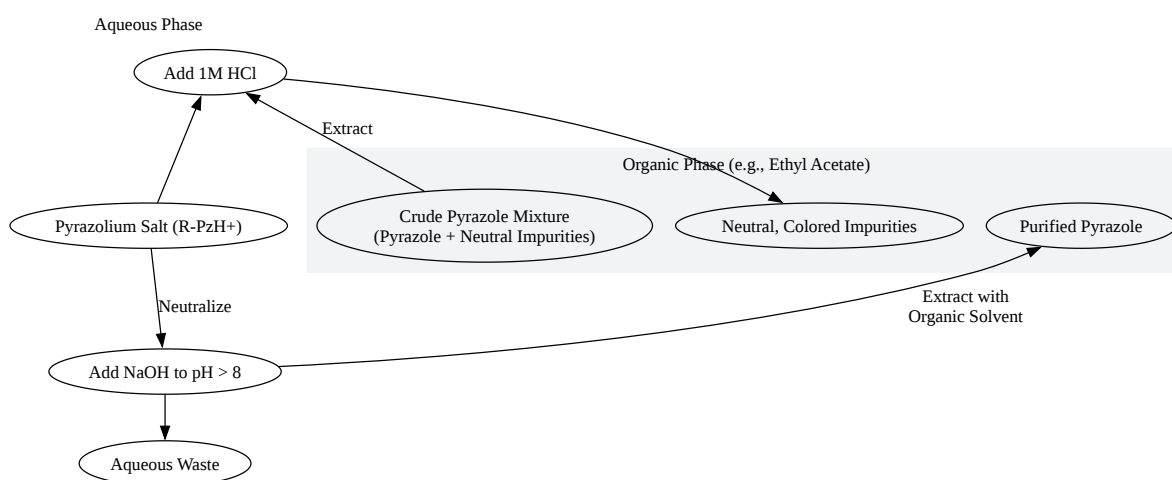 Aqueous Phase
Add 1M HCl
Extract
Organic Phase (e.g., Ethyl Acetate)
Pyrazolium Salt (R-PzH+)
Crude Pyrazole Mixture
(Pyrazole + Neutral Impurities)
Neutral, Colored Impurities
Purified Pyrazole
Neutralize
Extract with
Organic Solvent
Add NaOH to pH > 8
Aqueous Waste